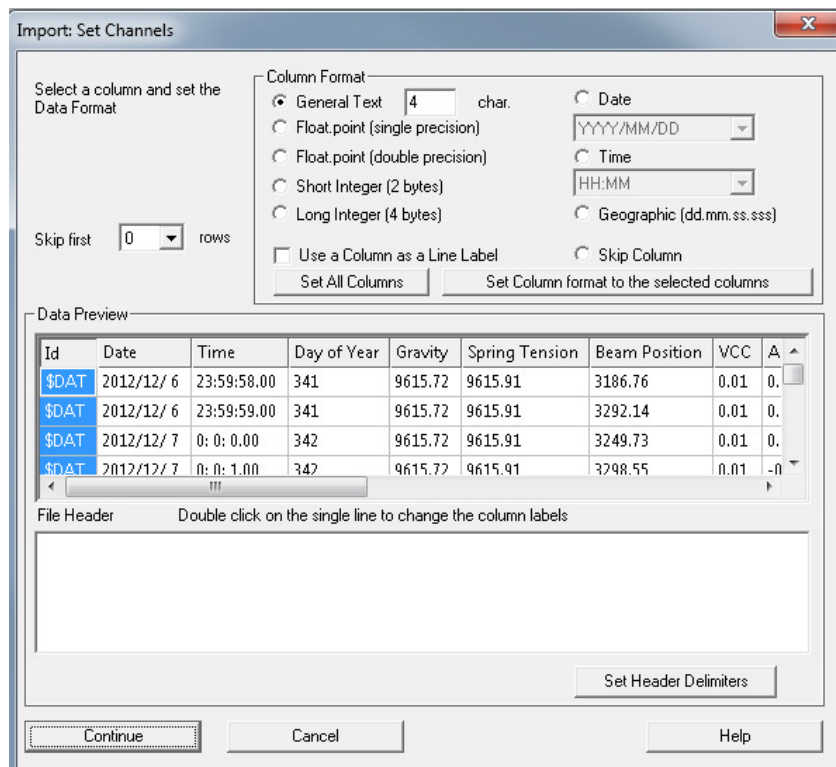 Import: Set Channels
Select a column and set the
Data Format
Column Format
General Text 4 char.
Float.point (single precision)
Float.point (double precision)
Short Integer (2 bytes)
Long Integer (4 bytes)
Use a Column as a Line Label
Date
YYYY/MM/DD
Time
HH:MM
Geographic (dd.mm.ss.sss)
Skip Column
Skip first 0 rows
Set All Columns
Set Column format to the selected columns
Data Preview
Id Date Time Day of Year Gravity Spring Tension Beam Position VCC A
$DAT 2012/12/ 6 23:59:58.00 341 9615.72 9615.91 3186.76 0.01 0.
$DAT 2012/12/ 6 23:59:59.00 341 9615.72 9615.91 3292.14 0.01 0.
$DAT 2012/12/ 7 0: 0: 0.00 342 9615.72 9615.91 3249.73 0.01 0.
$DAT 2012/12/ 7 0: 0: 1.00 342 9615.72 9615.91 3298.55 0.01 -0
File Header Double click on the single line to change the column labels
Set Header Delimiters
Continue Cancel Help